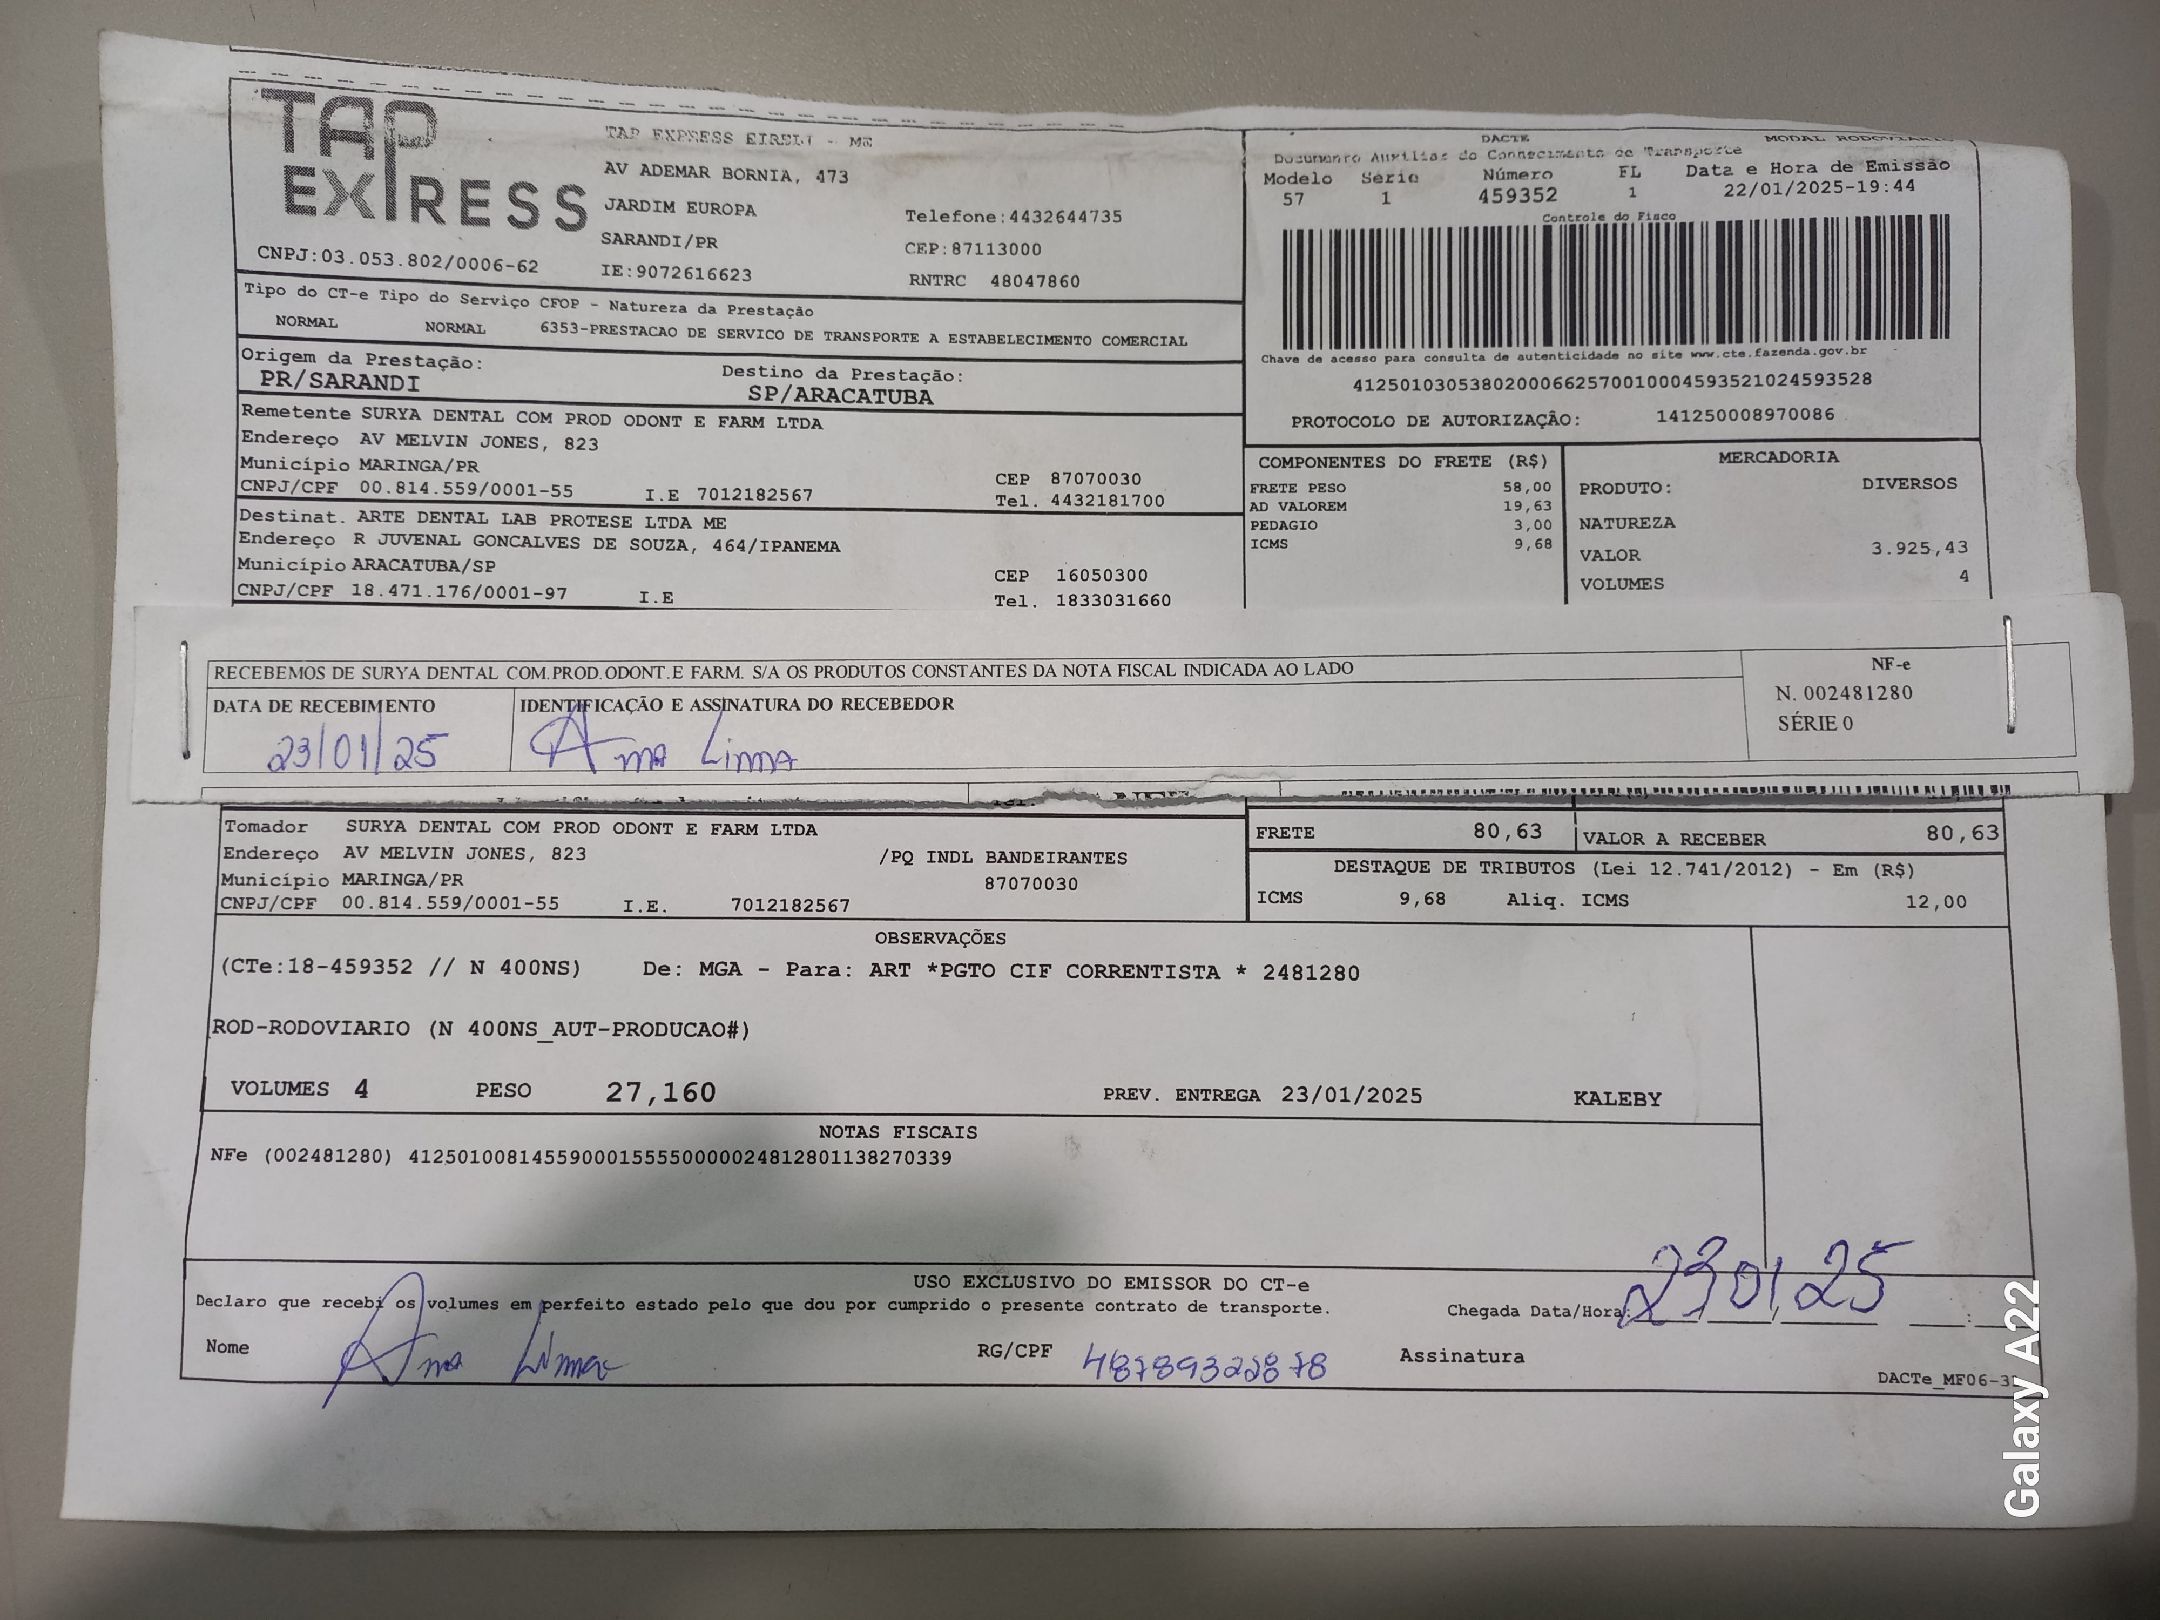 TAP EXPRESS
TAP EXPRESS EIRELI - ME
AV ADEMAR BORNIA, 473
JARDIM EUROPA
Telefone:4432644735
SARANDI/PR
CEP:87113000
CNPJ:03.053.802/0006-62
IE:9072616623
RNTRC 48047860
DACTE
MODAL RODOVIARIO
Documento Auxiliar do Conhecimento de Transporte
Modelo Serie Número FL Data e Hora de Emissão
57 1 459352 1 22/01/2025-19:44
Controle do Fisco
Chave de acesso para consulta de autenticidade no site www.cte.fazenda.gov.br
41250103053802000662570010004593521024593528
PROTOCOLO DE AUTORIZAÇÃO: 141250008970086
Tipo do CT-e Tipo do Serviço CFOP - Natureza da Prestação
NORMAL NORMAL 6353-PRESTACAO DE SERVICO DE TRANSPORTE A ESTABELECIMENTO COMERCIAL
Origem da Prestação: Destino da Prestação:
PR/SARANDI SP/ARACATUBA
Remetente SURYA DENTAL COM PROD ODONT E FARM LTDA
Endereço AV MELVIN JONES, 823
Município MARINGA/PR CEP 87070030
CNPJ/CPF 00.814.559/0001-55 I.E 7012182567 Tel. 4432181700
Destinat. ARTE DENTAL LAB PROTESE LTDA ME
Endereço R JUVENAL GONCALVES DE SOUZA, 464/IPANEMA
Município ARACATUBA/SP CEP 16050300
CNPJ/CPF 18.471.176/0001-97 I.E Tel. 1833031660
COMPONENTES DO FRETE (R$)
FRETE PESO 58,00
AD VALOREM 19,63
PEDAGIO 3,00
ICMS 9,68
MERCADORIA
PRODUTO: DIVERSOS
NATUREZA
VALOR 3.925,43
VOLUMES 4
RECEBEMOS DE SURYA DENTAL COM.PROD.ODONT.E FARM. S/A OS PRODUTOS CONSTANTES DA NOTA FISCAL INDICADA AO LADO
DATA DE RECEBIMENTO IDENTIFICAÇÃO E ASSINATURA DO RECEBEDOR
23/01/25 Ana Linna
NF-e
N. 002481280
SÉRIE 0
Tomador SURYA DENTAL COM PROD ODONT E FARM LTDA
Endereço AV MELVIN JONES, 823 /PQ INDL BANDEIRANTES
Município MARINGA/PR 87070030
CNPJ/CPF 00.814.559/0001-55 I.E. 7012182567
FRETE 80,63 VALOR A RECEBER 80,63
DESTAQUE DE TRIBUTOS (Lei 12.741/2012) - Em (R$)
ICMS 9,68 Aliq. ICMS 12,00
OBSERVAÇÕES
(CTe:18-459352 // N 400NS) De: MGA - Para: ART *PGTO CIF CORRENTISTA * 2481280
ROD-RODOVIARIO (N 400NS_AUT-PRODUCAO#)
VOLUMES 4 PESO 27,160 PREV. ENTREGA 23/01/2025 KALEBY
NOTAS FISCAIS
NFe (002481280) 41250100814559000155550000024812801138270339
USO EXCLUSIVO DO EMISSOR DO CT-e
Declaro que recebi os volumes em perfeito estado pelo que dou por cumprido o presente contrato de transporte.
Chegada Data/Hora: 23 01 25
Nome Ana Linna RG/CPF 48789322878 Assinatura
DACTe_MF06-3
Galaxy A22